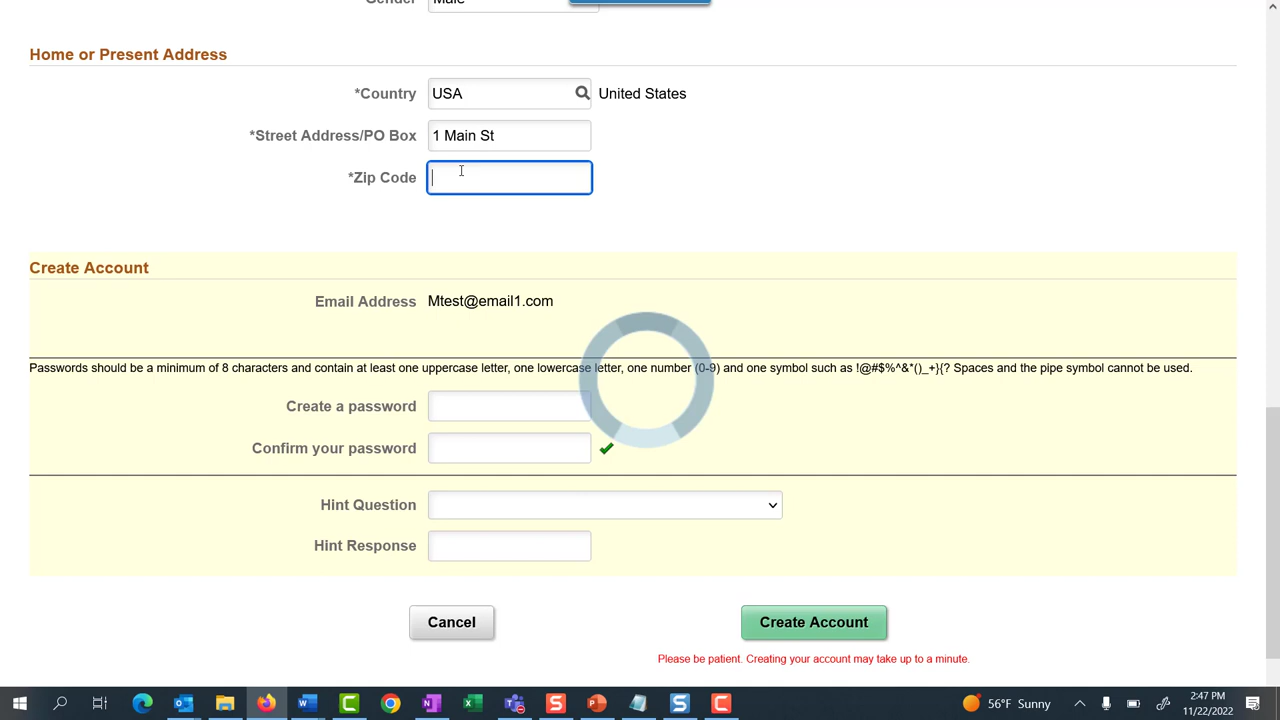 Gender Male
Home or Present Address
*Country USA United States
*Street Address/PO Box 1 Main St
*Zip Code
Create Account
Email Address Mtest@email1.com
Passwords should be a minimum of 8 characters and contain at least one uppercase letter, one lowercase letter, one number (0-9) and one symbol such as !@#$%^&*()_+}{? Spaces and the pipe symbol cannot be used.
Create a password
Confirm your password
Hint Question
Hint Response
Cancel Create Account
Please be patient. Creating your account may take up to a minute.
56°F Sunny 2:47 PM
11/22/2022